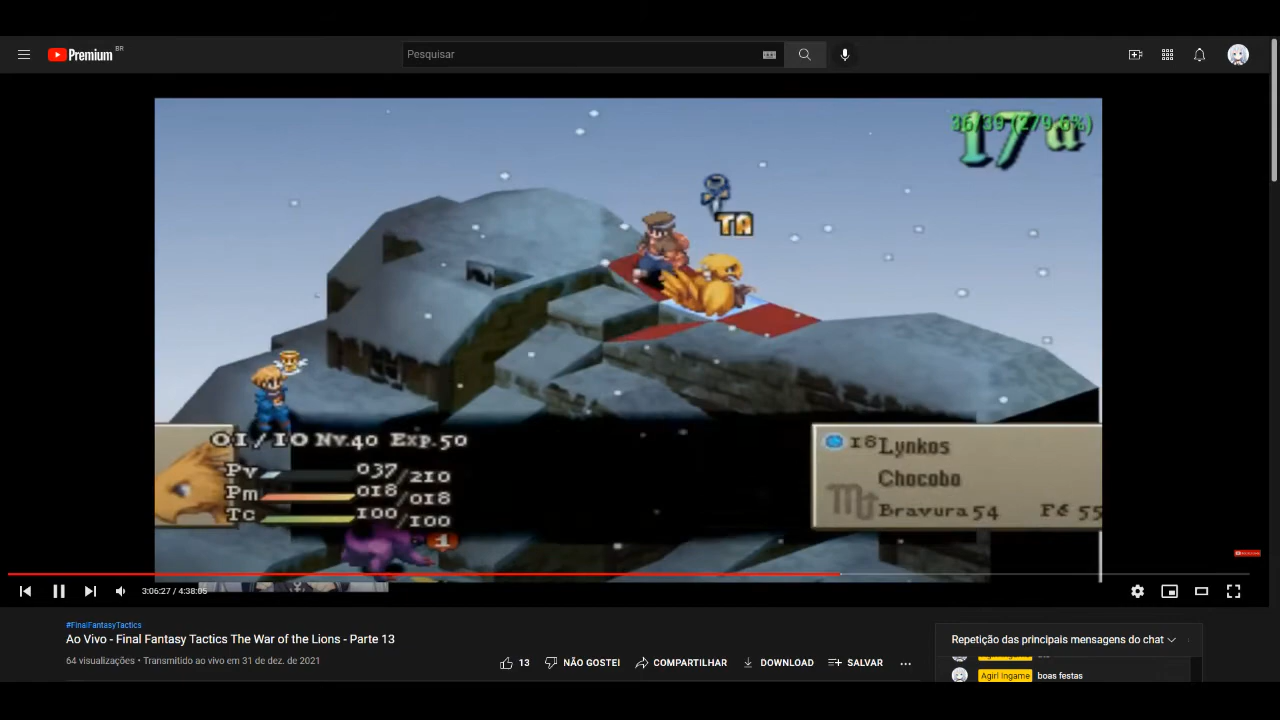 Premium BR
Pesquisar
36/39 (279.6%)
17ª
TA
01/10 Nv.40 Exp.50
Pv 037/210
Pm 018/018
Tc 100/100
1
18 Lynkos
Chocobo
Bravura 54 Fé 55
3:06:27 / 4:38:05
#FinalFantasyTactics
Ao Vivo - Final Fantasy Tactics The War of the Lions - Parte 13
64 visualizações • Transmitido ao vivo em 31 de dez. de 2021
13 NÃO GOSTEI COMPARTILHAR DOWNLOAD SALVAR ...
Repetição das principais mensagens do chat
Agirl Ingame boas festas